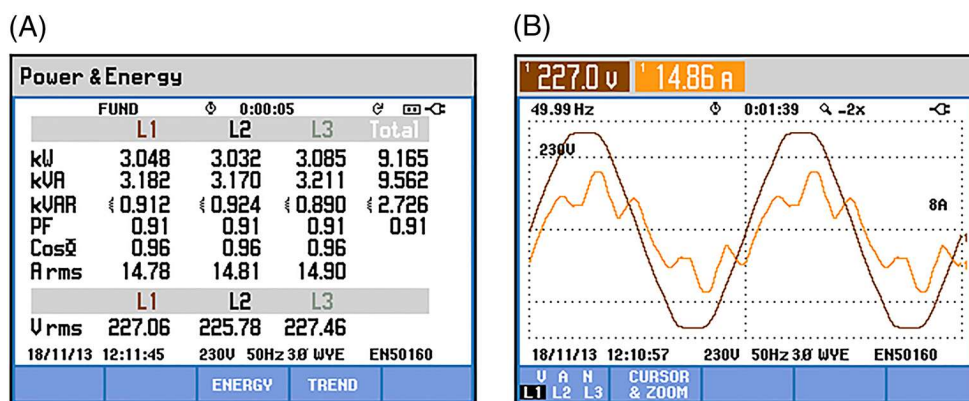 (A)
Power & Energy
FUND 0:00:05
L1 L2 L3 Total
kW 3.048 3.032 3.085 9.165
kVA 3.182 3.170 3.211 9.562
kVAR 0.912 0.924 0.890 2.726
PF 0.91 0.91 0.91 0.91
CosΦ 0.96 0.96 0.96
A rms 14.78 14.81 14.90
L1 L2 L3
V rms 227.06 225.78 227.46
18/11/13 12:11:45 230V 50Hz 3Ø WYE EN50160
ENERGY TREND
(B)
1 227.0 V 1 14.86 A
49.99 Hz 0:01:39 -2x
230V
8A
1
1
18/11/13 12:10:57 230V 50Hz 3Ø WYE EN50160
V A N CURSOR
L1 L2 L3 & ZOOM